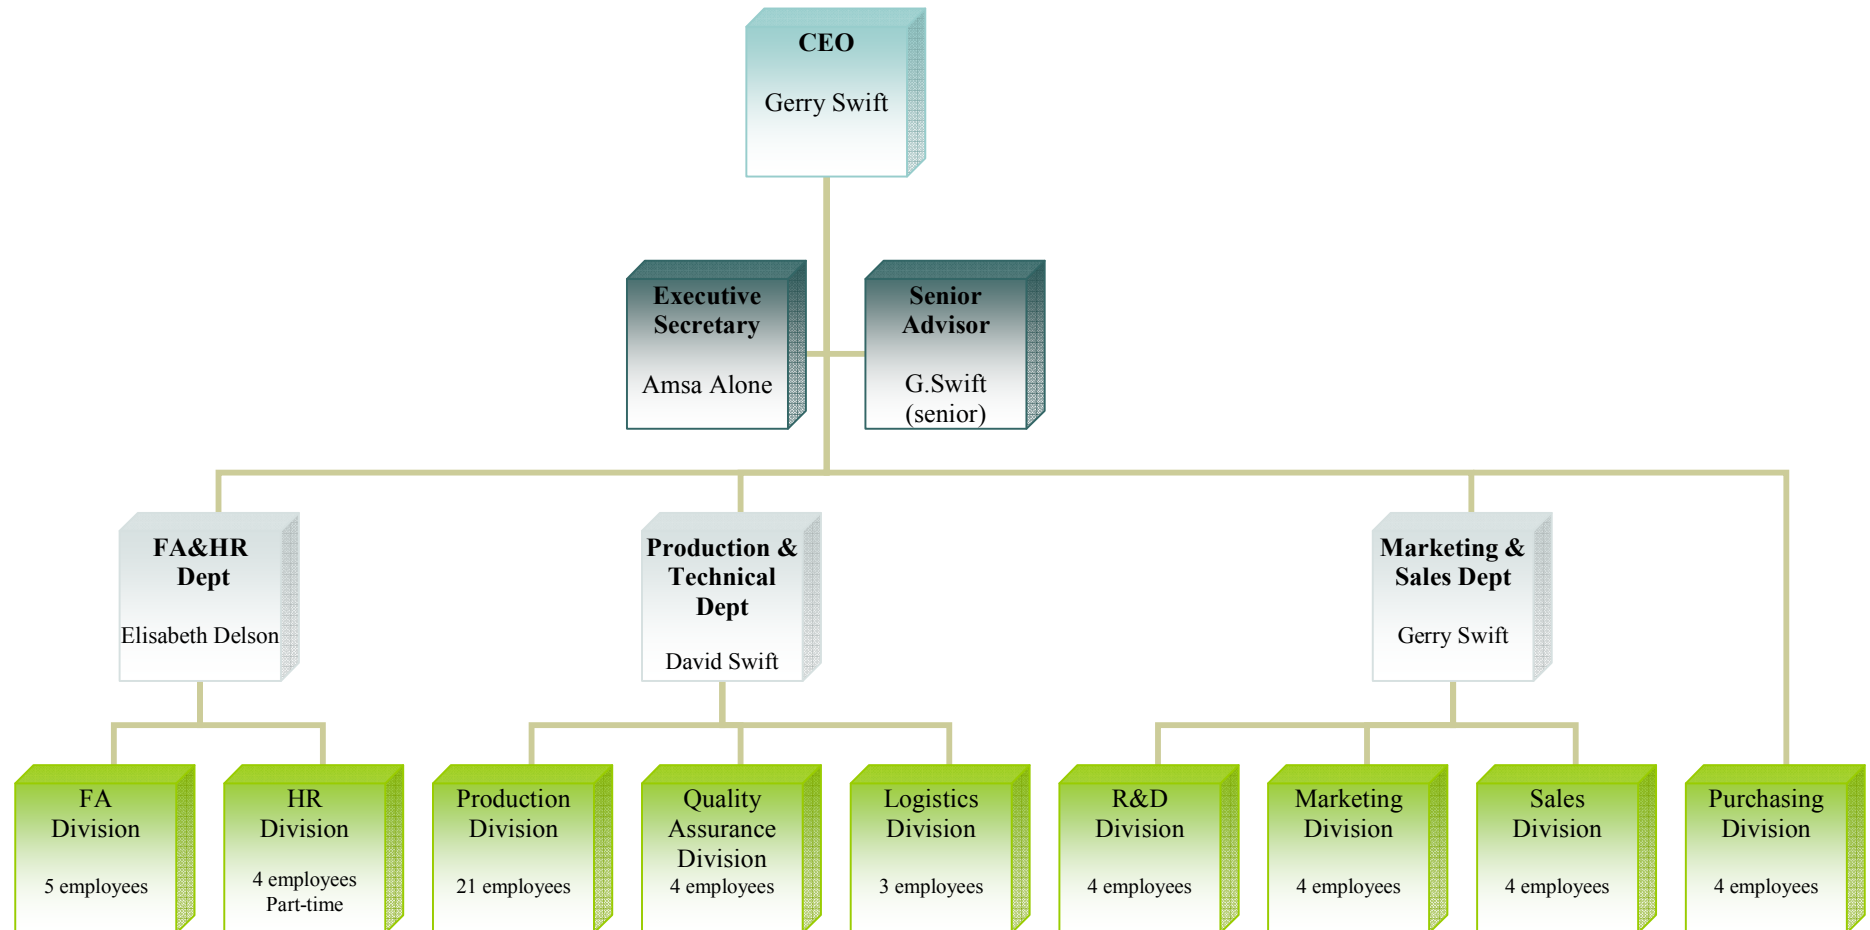 CEO
Gerry Swift
Executive
Secretary
Amsa Alone
Senior
Advisor
G.Swift
(senior)
FA&HR
Dept
Elisabeth Delson
Production &
Technical
Dept
David Swift
Marketing &
Sales Dept
Gerry Swift
FA
Division
5 employees
HR
Division
4 employees
Part-time
Production
Division
21 employees
Quality
Assurance
Division
4 employees
Logistics
Division
3 employees
R&D
Division
4 employees
Marketing
Division
4 employees
Sales
Division
4 employees
Purchasing
Division
4 employees